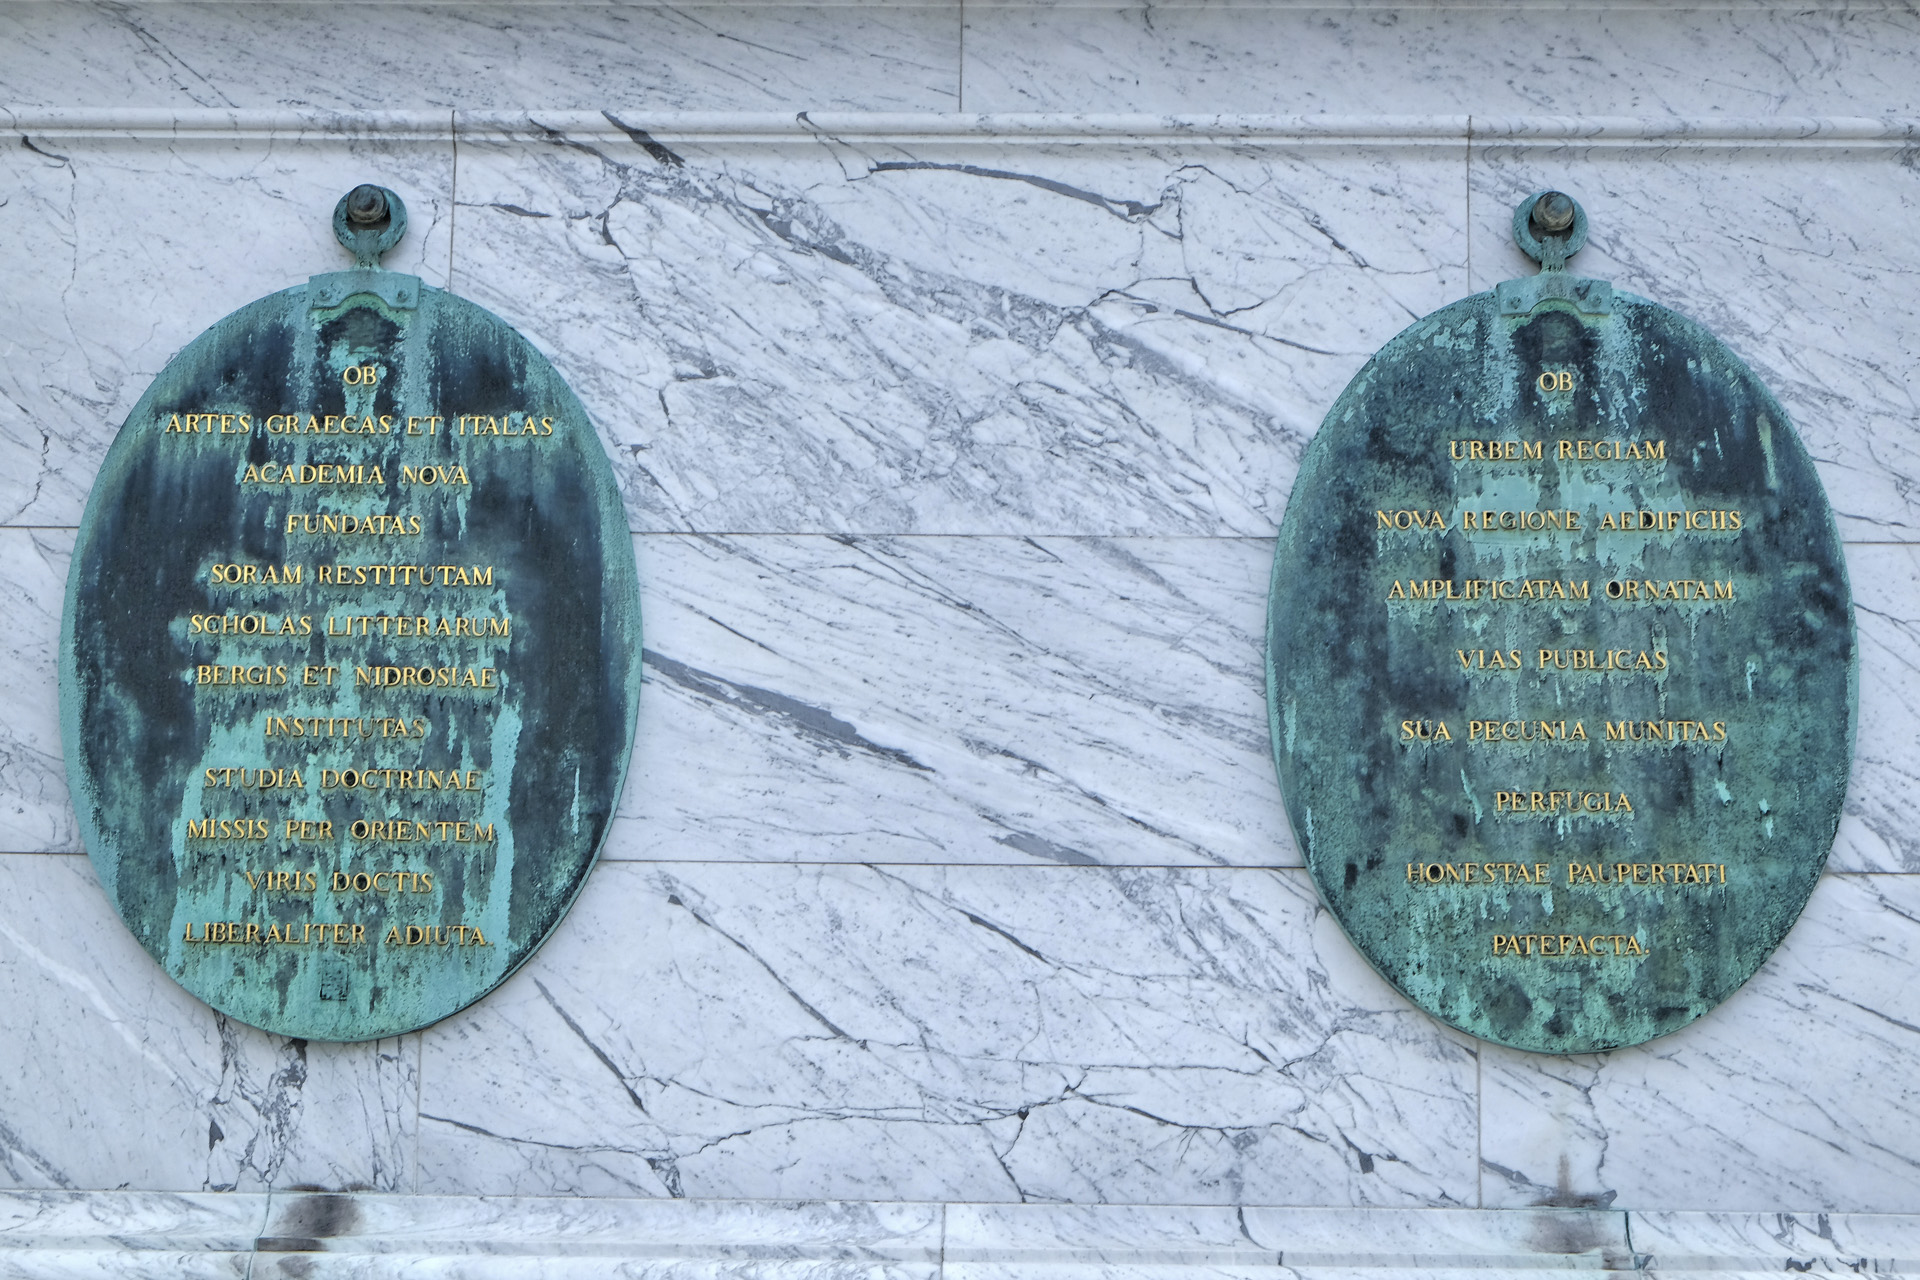 OB
ARTES GRAECAS ET ITALAS
ACADEMIA NOVA
FUNDATAS
SORAM RESTITUTAM
SCHOLAS LITTERARUM
BERGIS ET NIDROSIAE
INSTITUTAS
STUDIA DOCTRINAE
MISSIS PER ORIENTEM
VIRIS DOCTIS
LIBERALITER ADIUTA.
OB
URBEM REGIAM
NOVA REGIONE AEDIFICIIS
AMPLIFICATAM ORNATAM
VIAS PUBLICAS
SUA PECUNIA MUNITAS
PERFUGIA
HONESTAE PAUPERTATI
PATEFACTA.